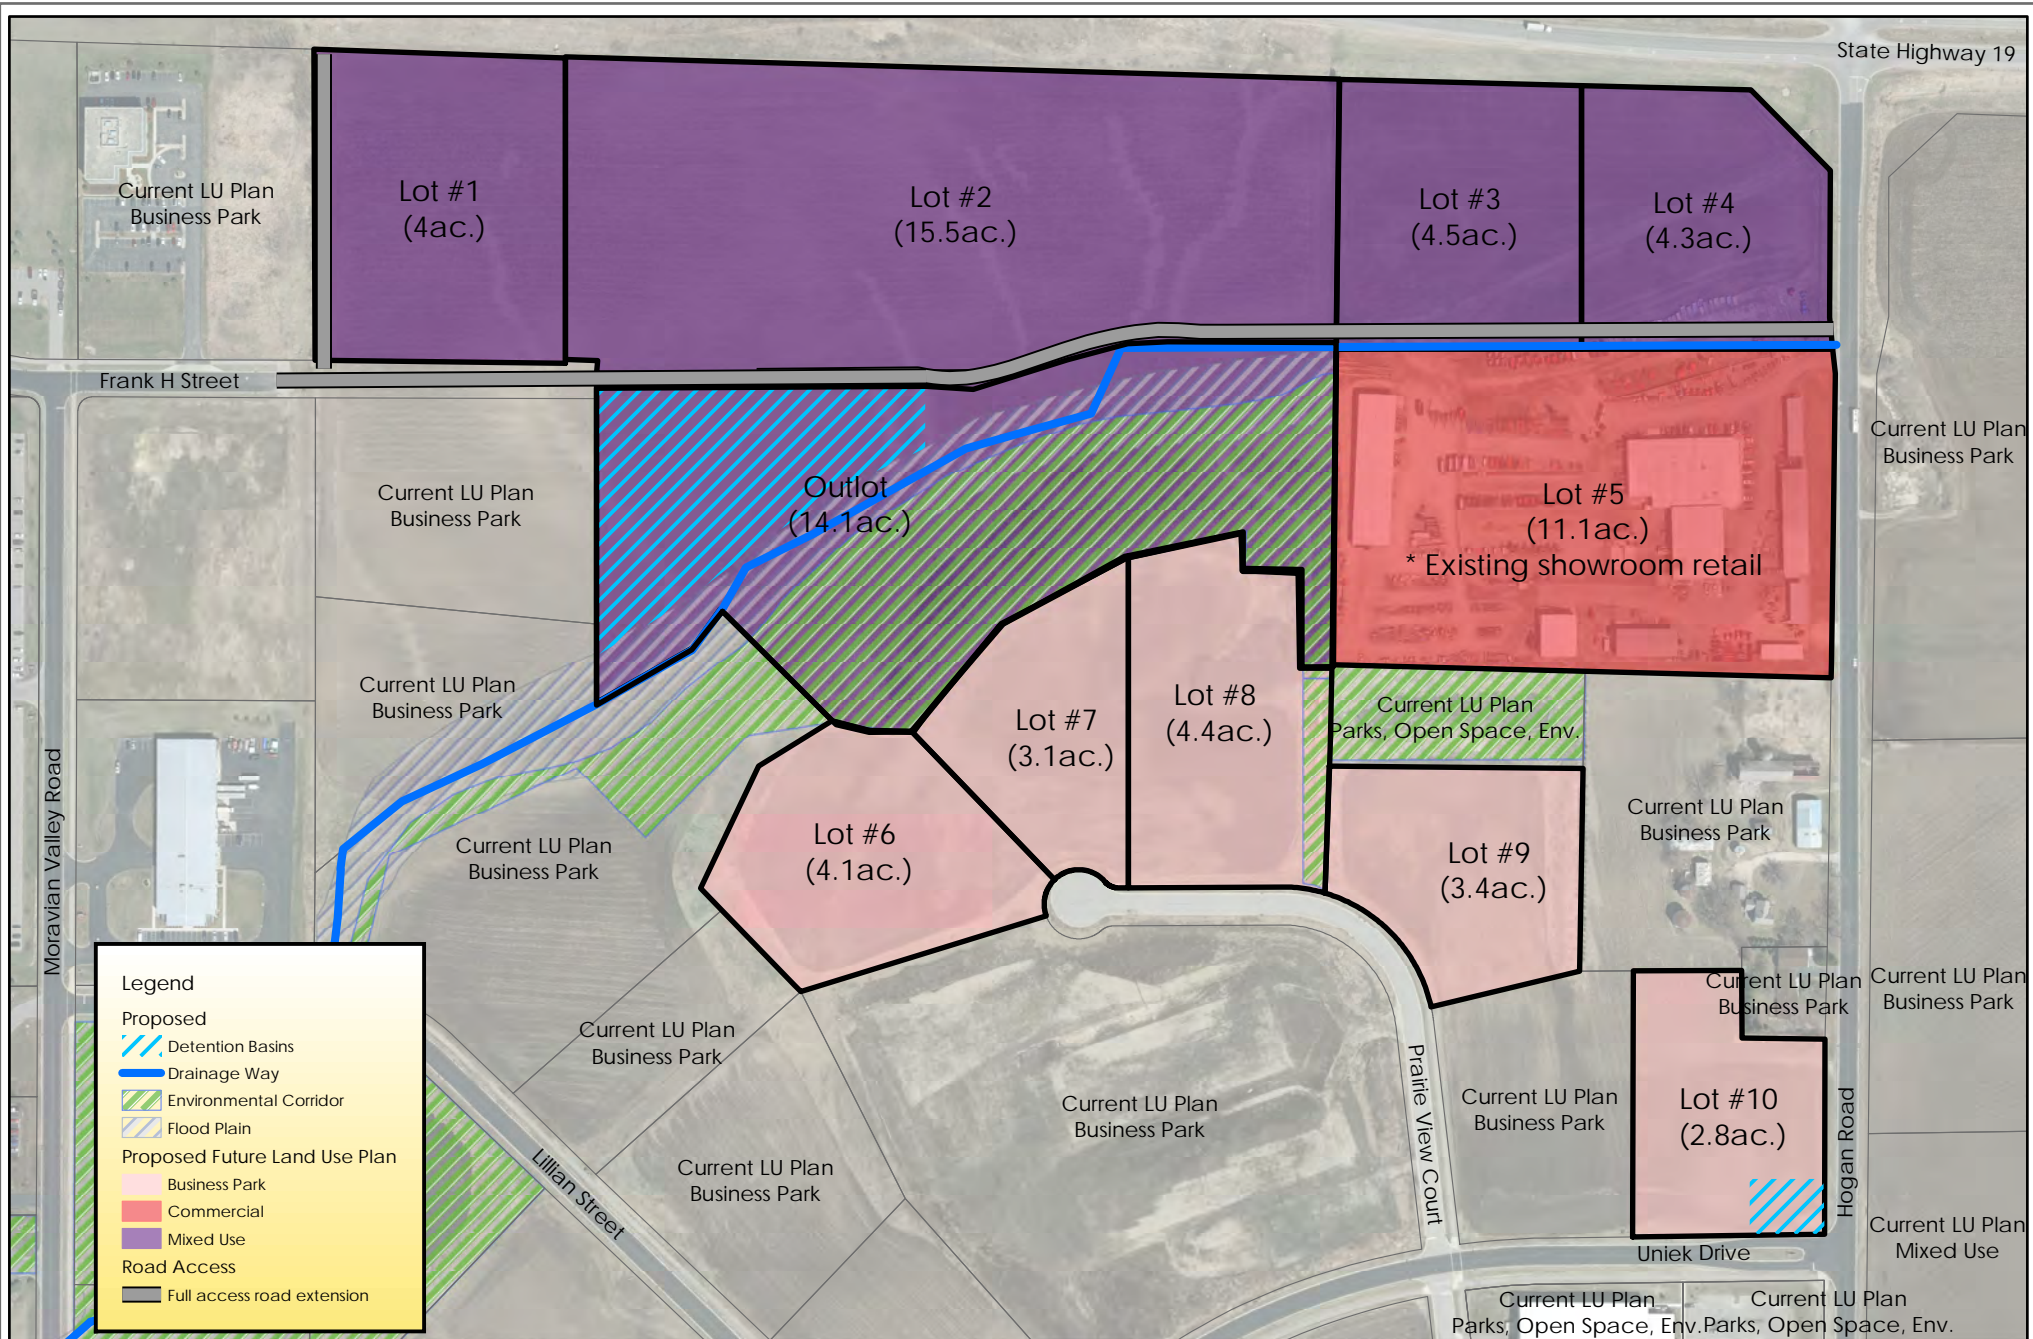 State Highway 19
Current LU Plan
Business Park
Lot #1
(4ac.)
Lot #2
(15.5ac.)
Lot #3
(4.5ac.)
Lot #4
(4.3ac.)
Frank H Street
Current LU Plan
Business Park
Current LU Plan
Business Park
Outlot
(14.1ac.)
Lot #5
(11.1ac.)
* Existing showroom retail
Current LU Plan
Business Park
Lot #7
(3.1ac.)
Lot #8
(4.4ac.)
Current LU Plan
Parks, Open Space, Env.
Moravian Valley Road
Current LU Plan
Business Park
Lot #6
(4.1ac.)
Lot #9
(3.4ac.)
Current LU Plan
Business Park
Current LU Plan
Business Park
Current LU Plan
Business Park
Current LU Plan
Business Park
Current LU Plan
Business Park
Prairie View Court
Current LU Plan
Business Park
Lot #10
(2.8ac.)
Hogan Road
Lillian Street
Current LU Plan
Business Park
Current LU Plan
Mixed Use
Uniek Drive
Current LU Plan
Parks, Open Space, Env.
Current LU Plan
Parks, Open Space, Env.
Legend
Proposed
Detention Basins
Drainage Way
Environmental Corridor
Flood Plain
Proposed Future Land Use Plan
Business Park
Commercial
Mixed Use
Road Access
Full access road extension